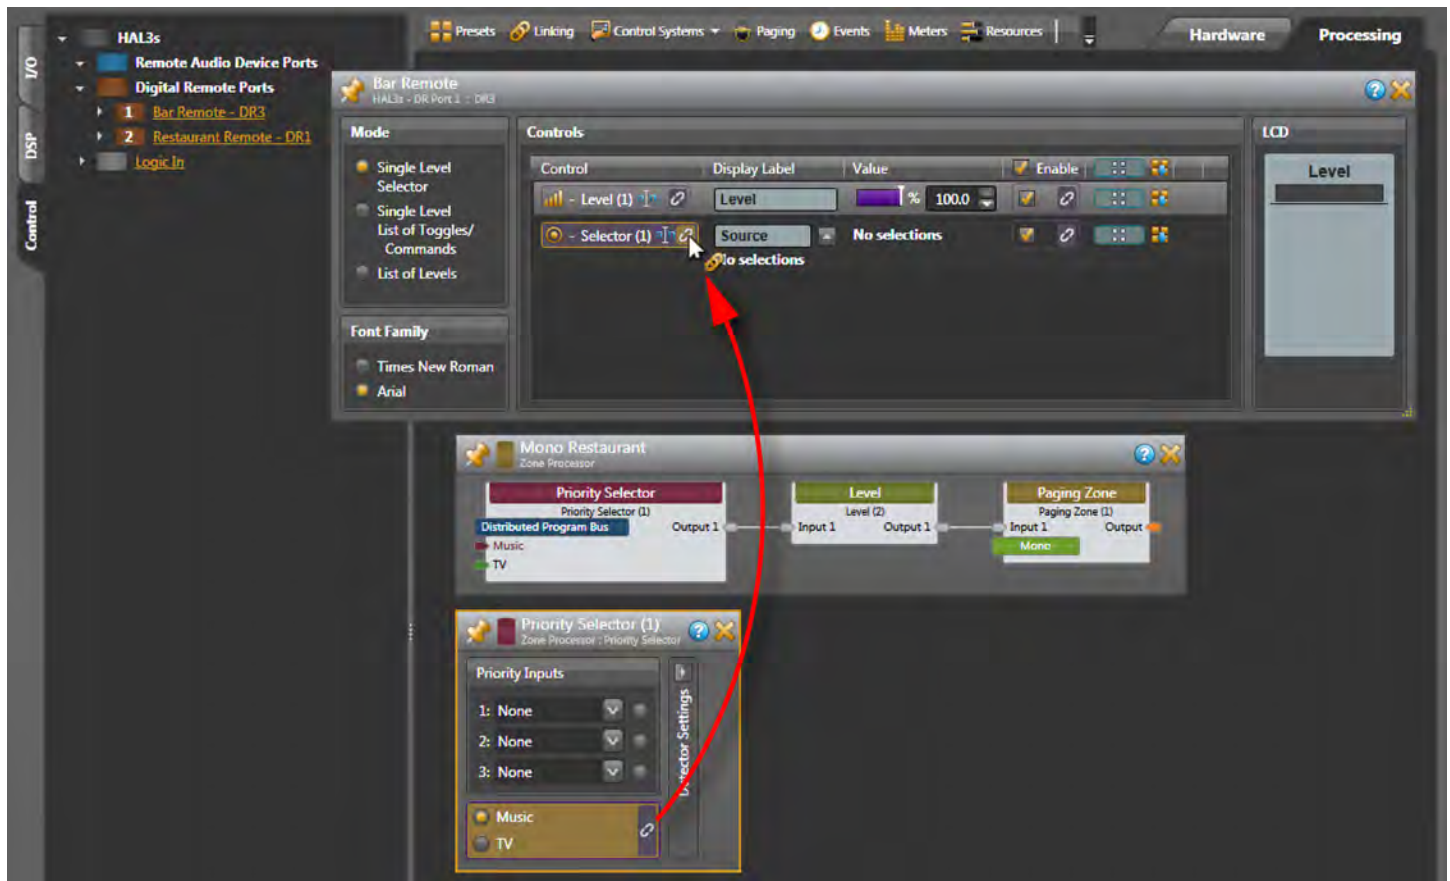 Presets Linking Control Systems Paging Events Meters Resources
Hardware Processing
I/O
DSP
Control
HAL3s
Remote Audio Device Ports
Digital Remote Ports
1 Bar Remote - DR3
2 Restaurant Remote - DR1
Logic In
Bar Remote
HAL3s - DR Port 1 : DR3
Mode
Single Level
Selector
Single Level
List of Toggles/
Commands
List of Levels
Font Family
Times New Roman
Arial
Controls
Control Display Label Value Enable
- Level (1) Level % 100.0
- Selector (1) Source No selections
No selections
LCD
Level
Mono Restaurant
Zone Processor
Priority Selector
Priority Selector (1)
Distributed Program Bus Output 1
Music
TV
Level
Level (2)
Input 1 Output 1
Paging Zone
Paging Zone (1)
Input 1 Output
Mono
Priority Selector (1)
Zone Processor : Priority Selector
Priority Inputs
1: None
2: None
3: None
Detector Settings
Music
TV